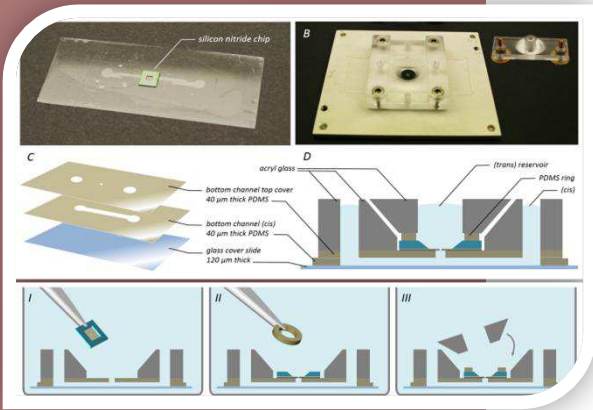 silicon nitride chip
B
C
bottom channel top cover
40 µm thick PDMS
bottom channel (cis)
40 µm thick PDMS
glass cover slide
120 µm thick
D
acryl glass
(trans) reservoir
PDMS ring
(cis)
I
II
III